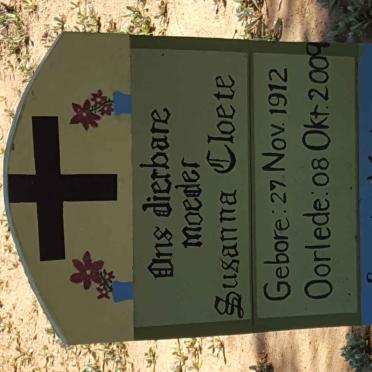 Ons dierbare
moeder
Susanna Cloete
Gebore: 27 Nov. 1912
Oorlede: 08 Okt. 2009